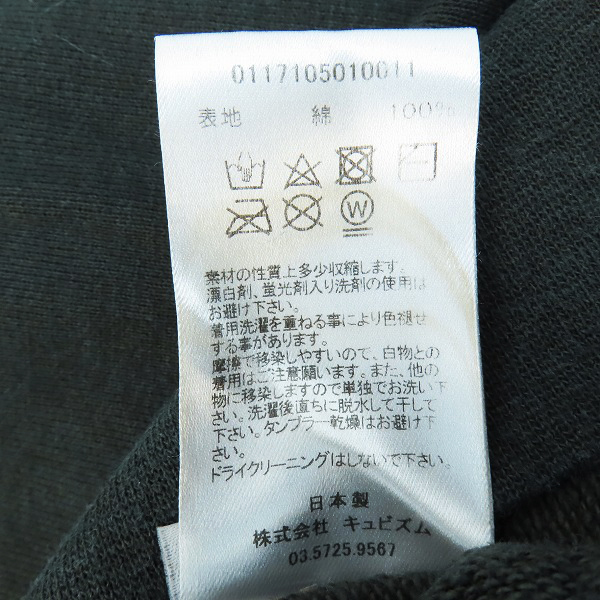 0117105010011
表地 綿 100%
W
素材の性質上多少収縮します。
漂白剤、蛍光剤入り洗剤の使用は
お避け下さい。
着用洗濯を重ねる事により色褪せ
する事があります。
摩擦で移染しやすいので、白物との
着用はご注意願います。また、他の
物に移染しますので単独でお洗い下
さい。洗濯後直ちに脱水して干して
下さい。タンブラー乾燥はお避け下
さい。
ドライクリーニングはしないで下さい。
日本製
株式会社 キュビズム
03.5725.9567